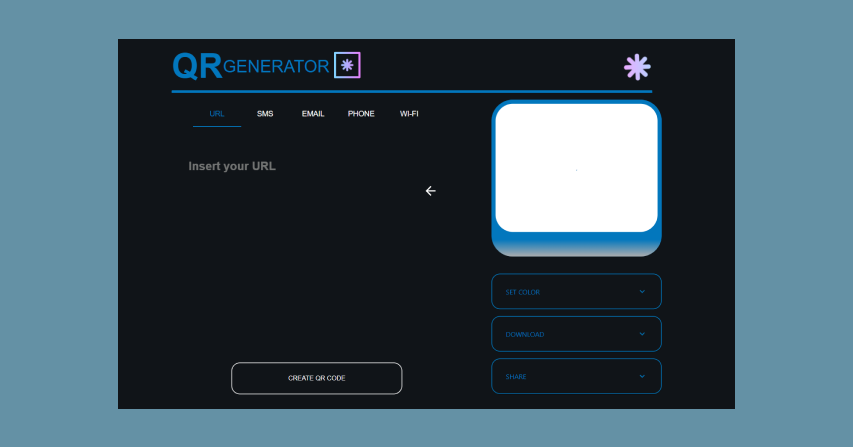 QRGENERATOR
URL SMS EMAIL PHONE WI-FI
Insert your URL
SET COLOR
DOWNLOAD
SHARE
CREATE QR CODE